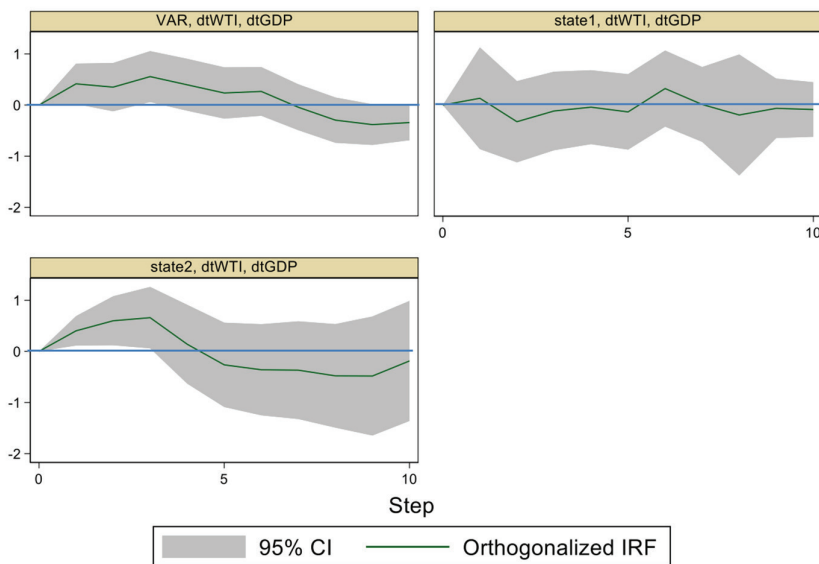 VAR, dtWTI, dtGDP
state1, dtWTI, dtGDP
1
0
-1
-2
0
5
10
state2, dtWTI, dtGDP
1
0
-1
-2
0
5
10
Step
95% CI
Orthogonalized IRF